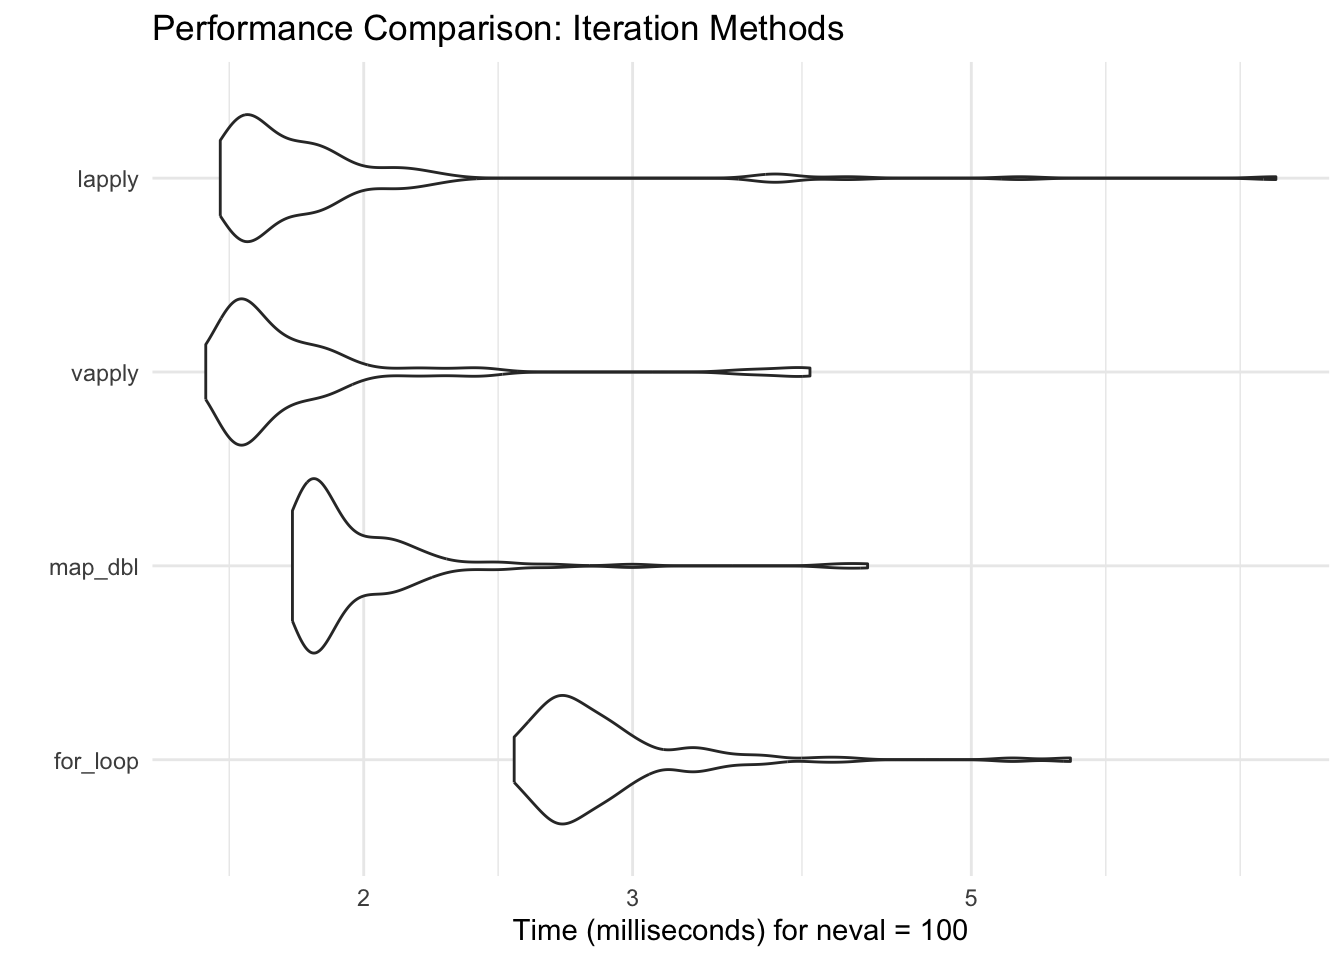 Performance Comparison: Iteration Methods
lapply
vapply
map_dbl
for_loop
2 3 5
Time (milliseconds) for neval = 100